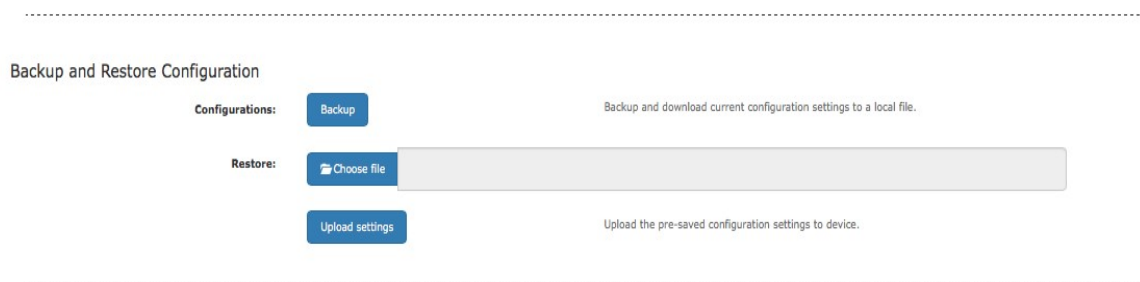 Backup and Restore Configuration
Configurations: Backup Backup and download current configuration settings to a local file.
Restore: Choose file
Upload settings Upload the pre-saved configuration settings to device.